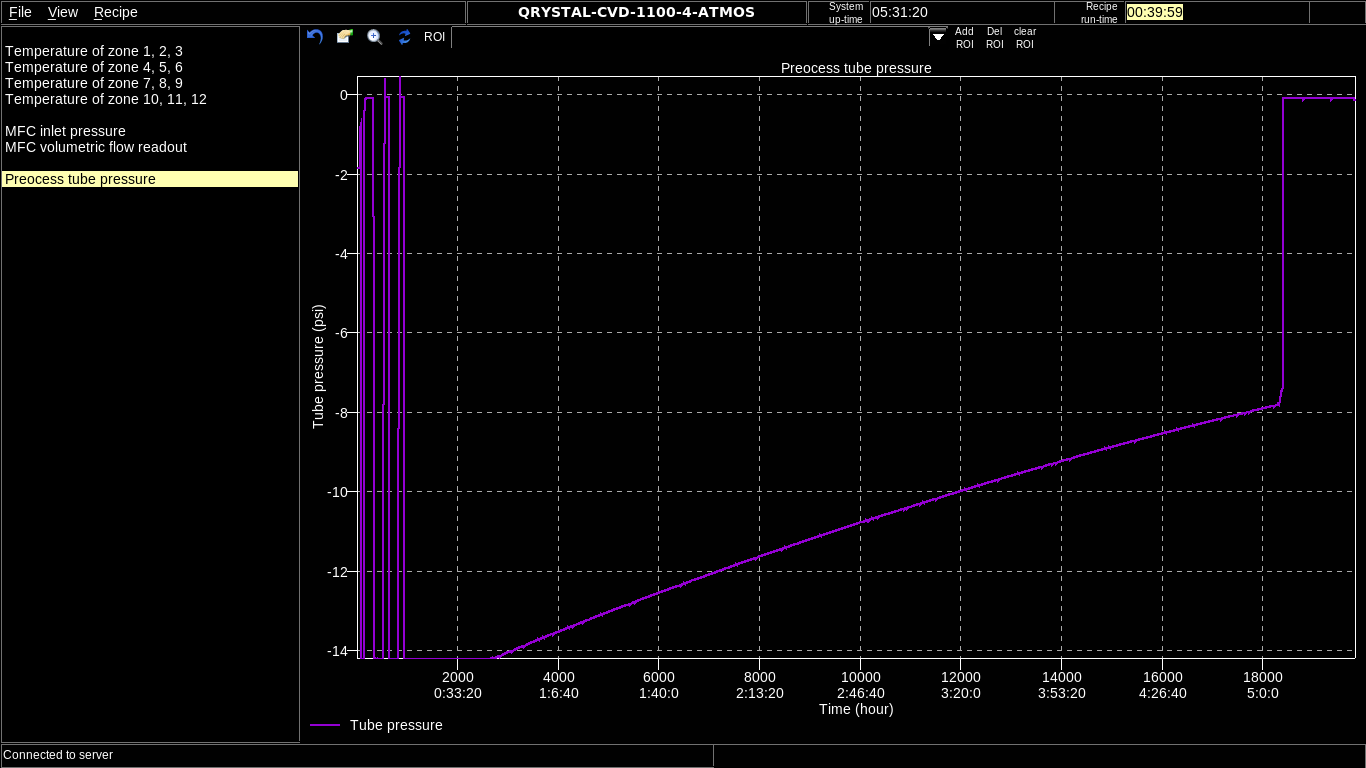 File View Recipe
QRYSTAL-CVD-1100-4-ATMOS
System up-time 05:31:20
Recipe run-time 00:39:59
ROI
Add ROI
Del ROI
clear ROI
Temperature of zone 1, 2, 3
Temperature of zone 4, 5, 6
Temperature of zone 7, 8, 9
Temperature of zone 10, 11, 12
MFC inlet pressure
MFC volumetric flow readout
Preocess tube pressure
Preocess tube pressure
Tube pressure (psi)
0
-2
-4
-6
-8
-10
-12
-14
2000 4000 6000 8000 10000 12000 14000 16000 18000
0:33:20 1:6:40 1:40:0 2:13:20 2:46:40 3:20:0 3:53:20 4:26:40 5:0:0
Time (hour)
Tube pressure
Connected to server